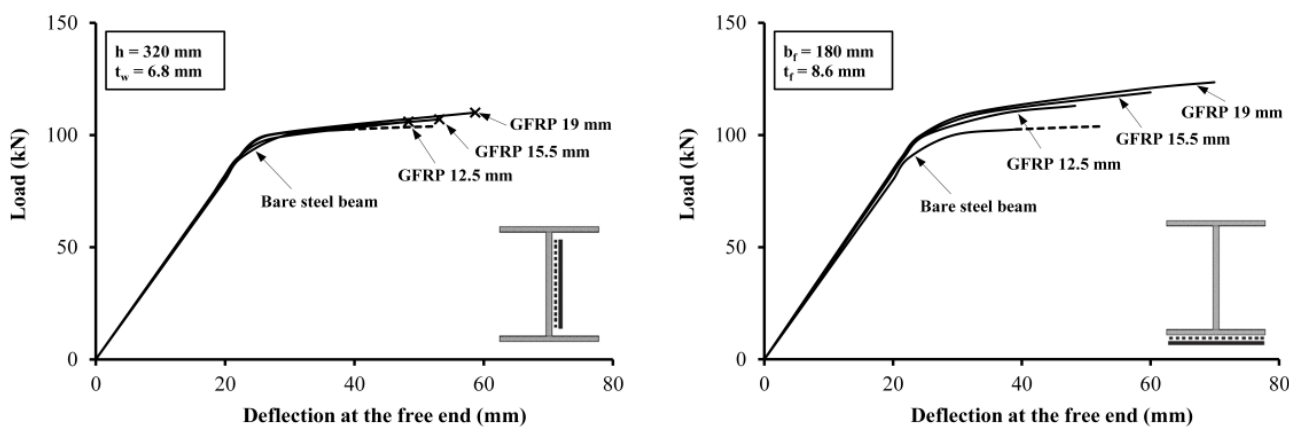 150
h = 320 mm
t_w = 6.8 mm
100
GFRP 19 mm
GFRP 15.5 mm
GFRP 12.5 mm
Bare steel beam
50
0
0 20 40 60 80
Load (kN)
Deflection at the free end (mm)
150
b_f = 180 mm
t_f = 8.6 mm
GFRP 19 mm
100
GFRP 15.5 mm
GFRP 12.5 mm
Bare steel beam
50
0
0 20 40 60 80
Load (kN)
Deflection at the free end (mm)